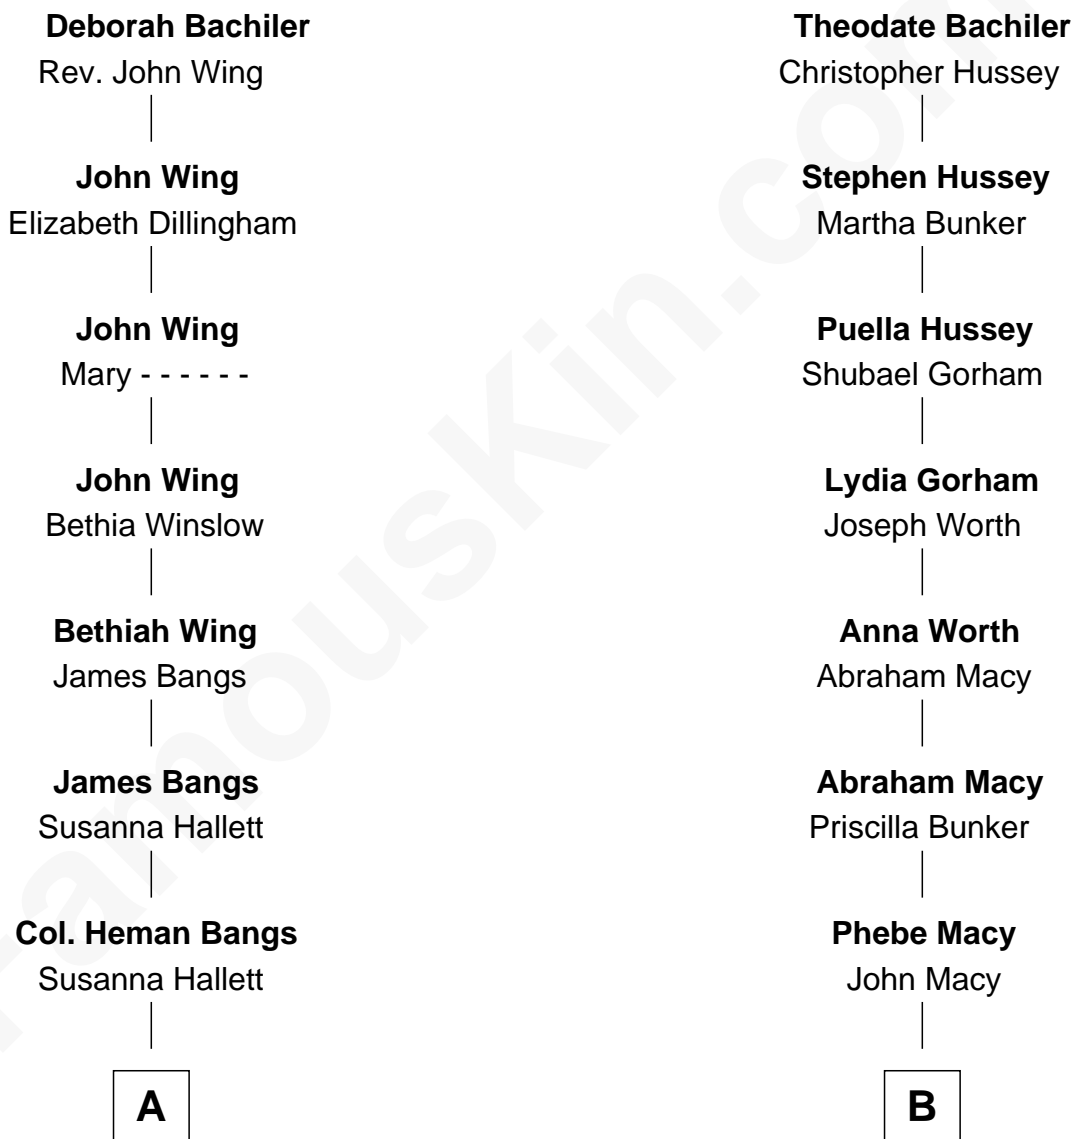 Deborah Bachiler
Rev. John Wing
John Wing
Elizabeth Dillingham
John Wing
Mary - - - - - -
John Wing
Bethia Winslow
Bethiah Wing
James Bangs
James Bangs
Susanna Hallett
Col. Heman Bangs
Susanna Hallett
A
Theodate Bachiler
Christopher Hussey
Stephen Hussey
Martha Bunker
Puella Hussey
Shubael Gorham
Lydia Gorham
Joseph Worth
Anna Worth
Abraham Macy
Abraham Macy
Priscilla Bunker
Phebe Macy
John Macy
B
FamousKin.com